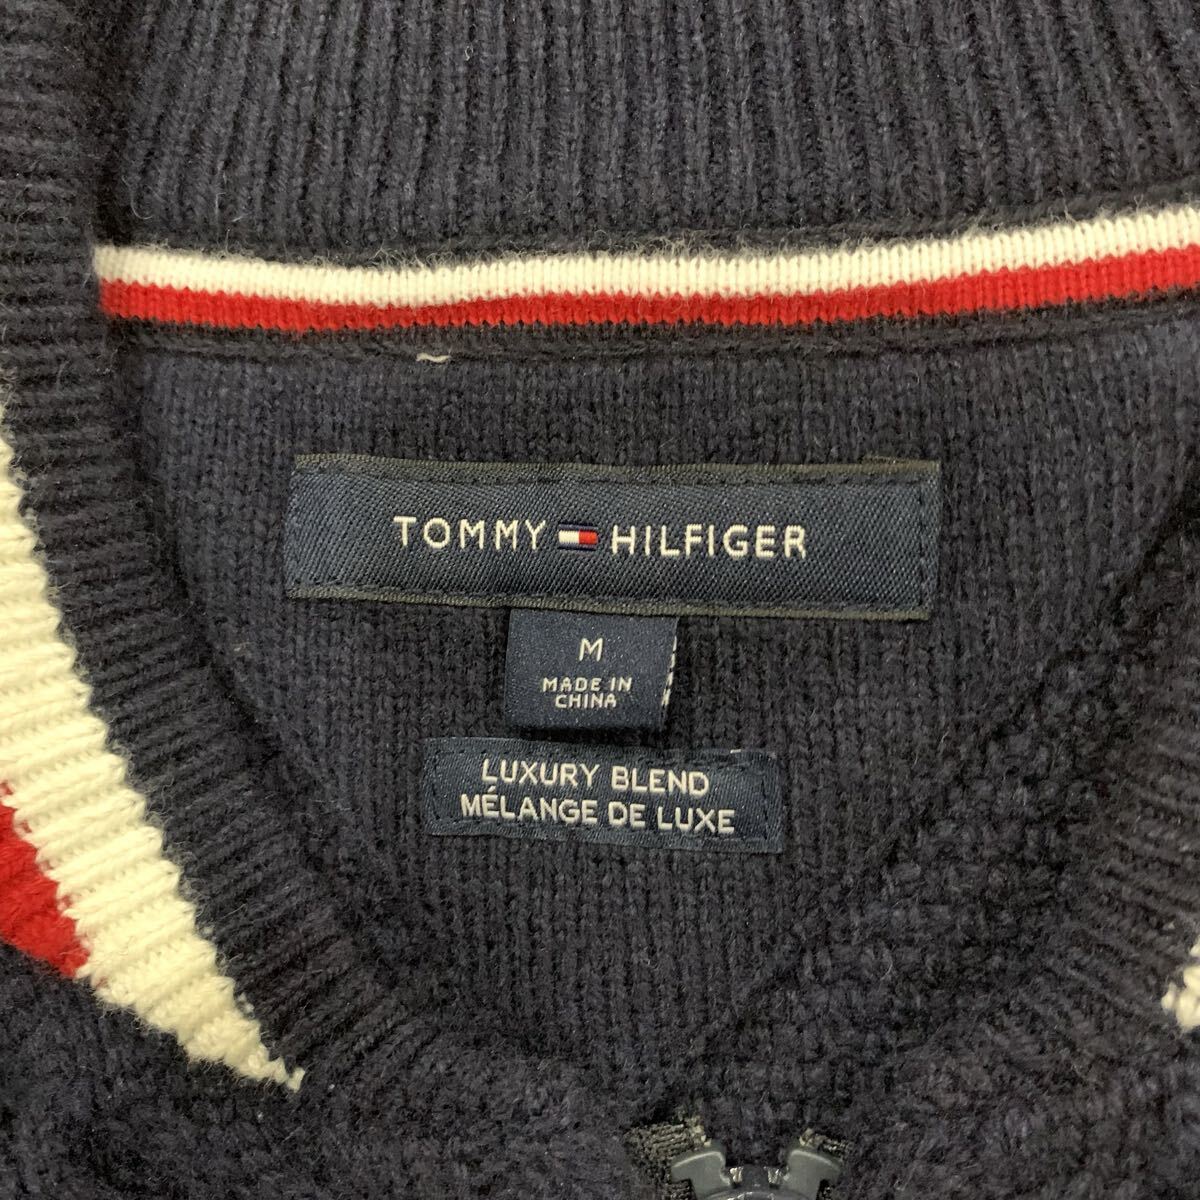 TOMMY HILFIGER
M
MADE IN
CHINA
LUXURY BLEND
MÉLANGE DE LUXE